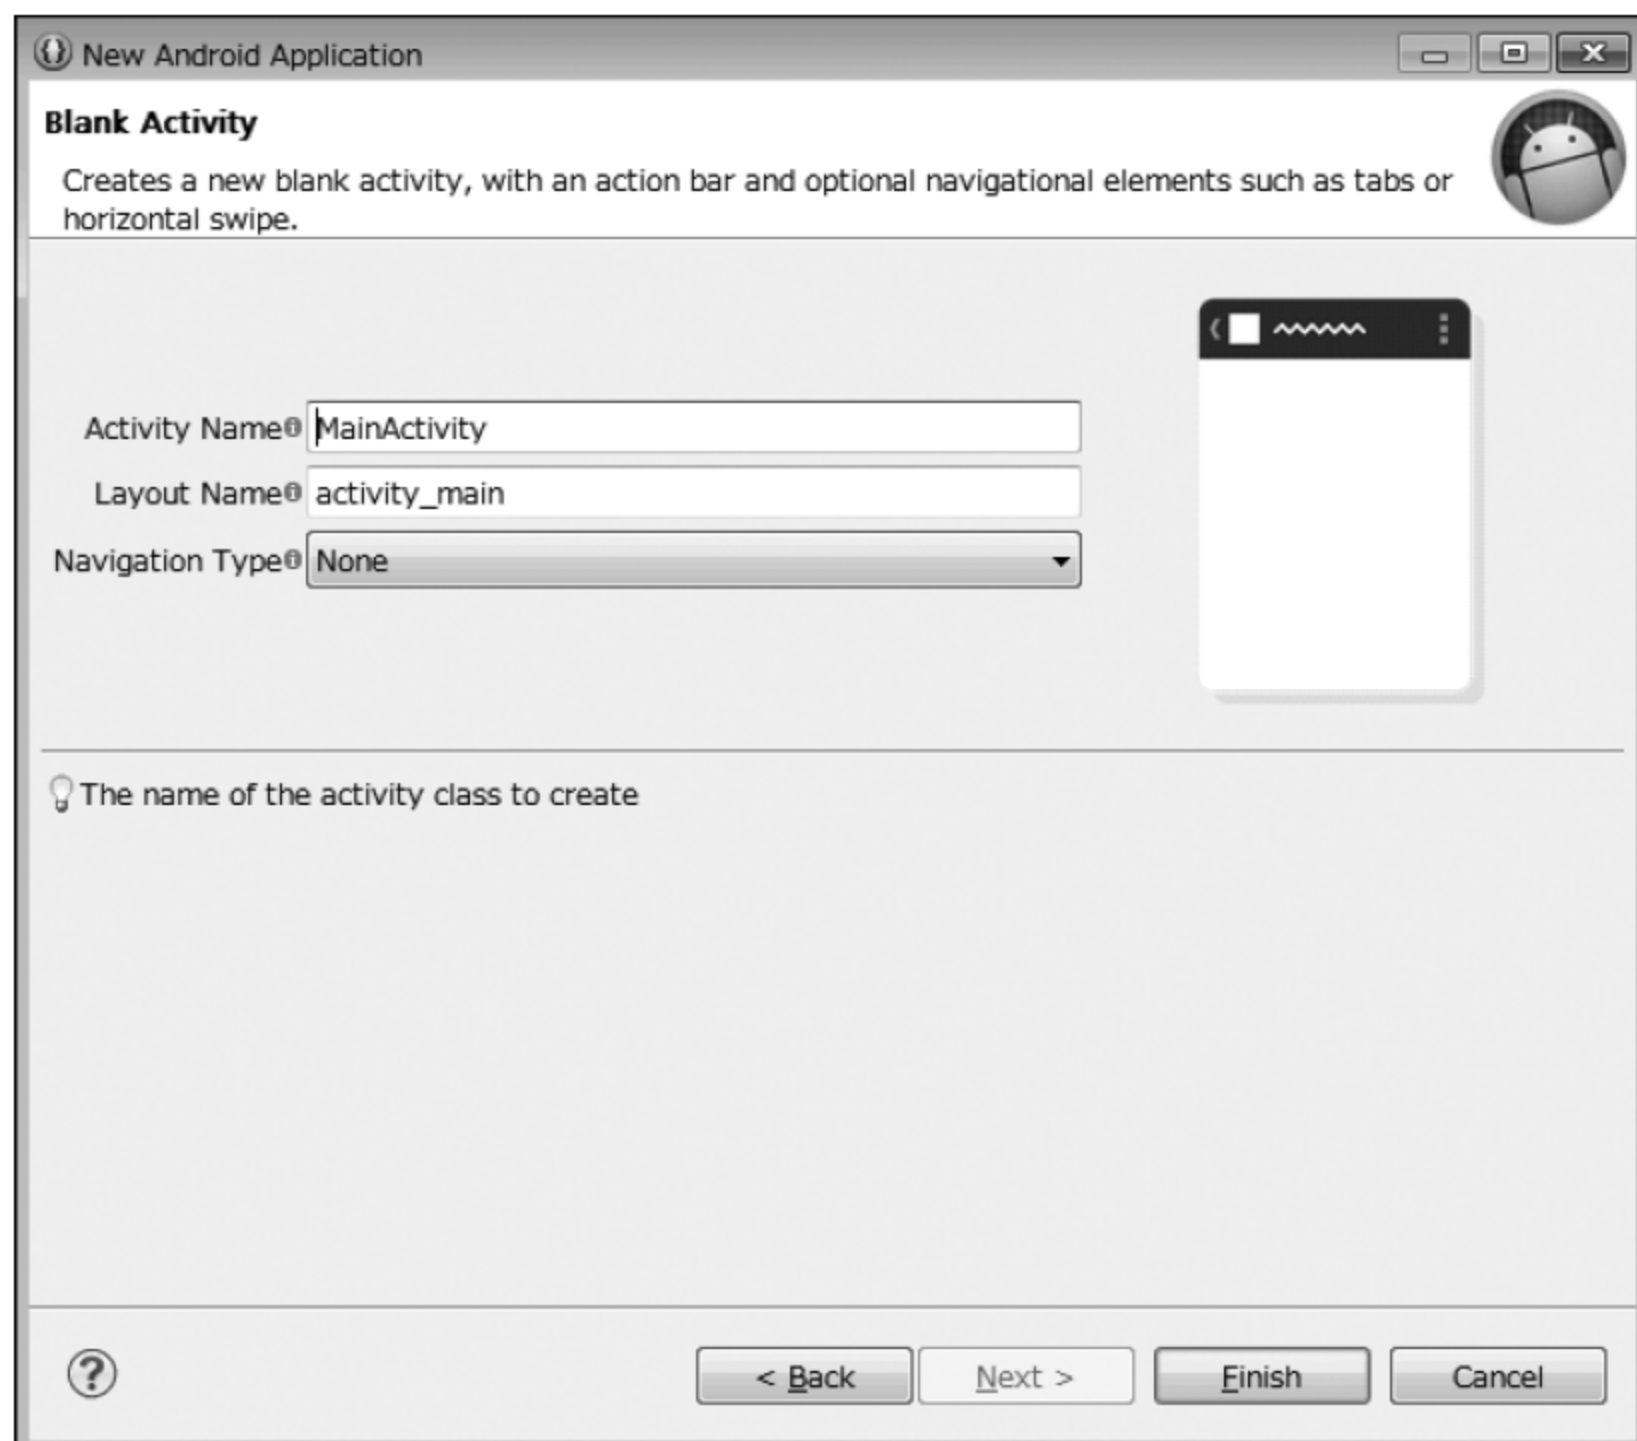 New Android Application
Blank Activity
Creates a new blank activity, with an action bar and optional navigational elements such as tabs or
horizontal swipe.
Activity Name MainActivity
Layout Name activity_main
Navigation Type None
The name of the activity class to create
< Back Next > Finish Cancel